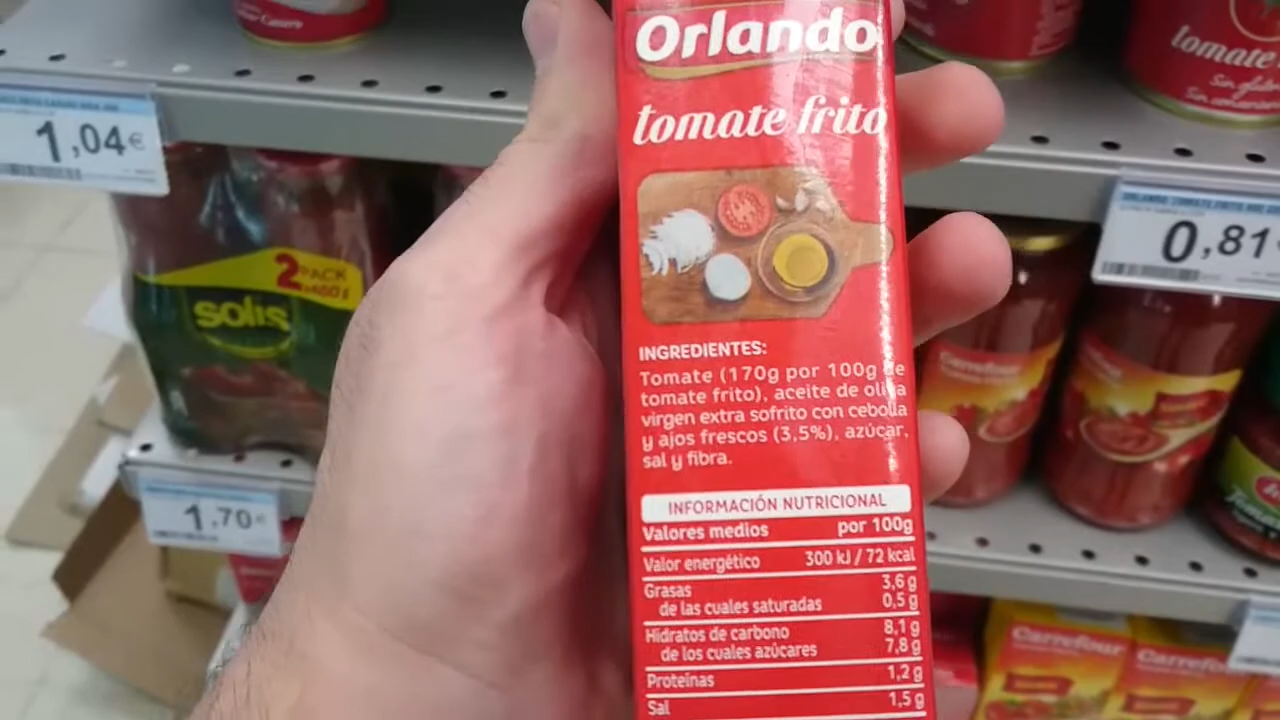 Orlando
tomate frito
INGREDIENTES:
Tomate (170g por 100g de
tomate frito), aceite de oliva
virgen extra sofrito con cebolla
y ajos frescos (3,5%), azúcar,
sal y fibra.
INFORMACIÓN NUTRICIONAL
Valores medios por 100g
Valor energético 300 kJ / 72 kcal
Grasas 3,6 g
de las cuales saturadas 0,5 g
Hidratos de carbono 8,1 g
de los cuales azúcares 7,8 g
Proteínas 1,2 g
Sal 1,5 g
1,04€
2 PACK
solis
1,70€
tomate
Sin
Sin
0,81€
Carrefour
Carrefour
Carrefour